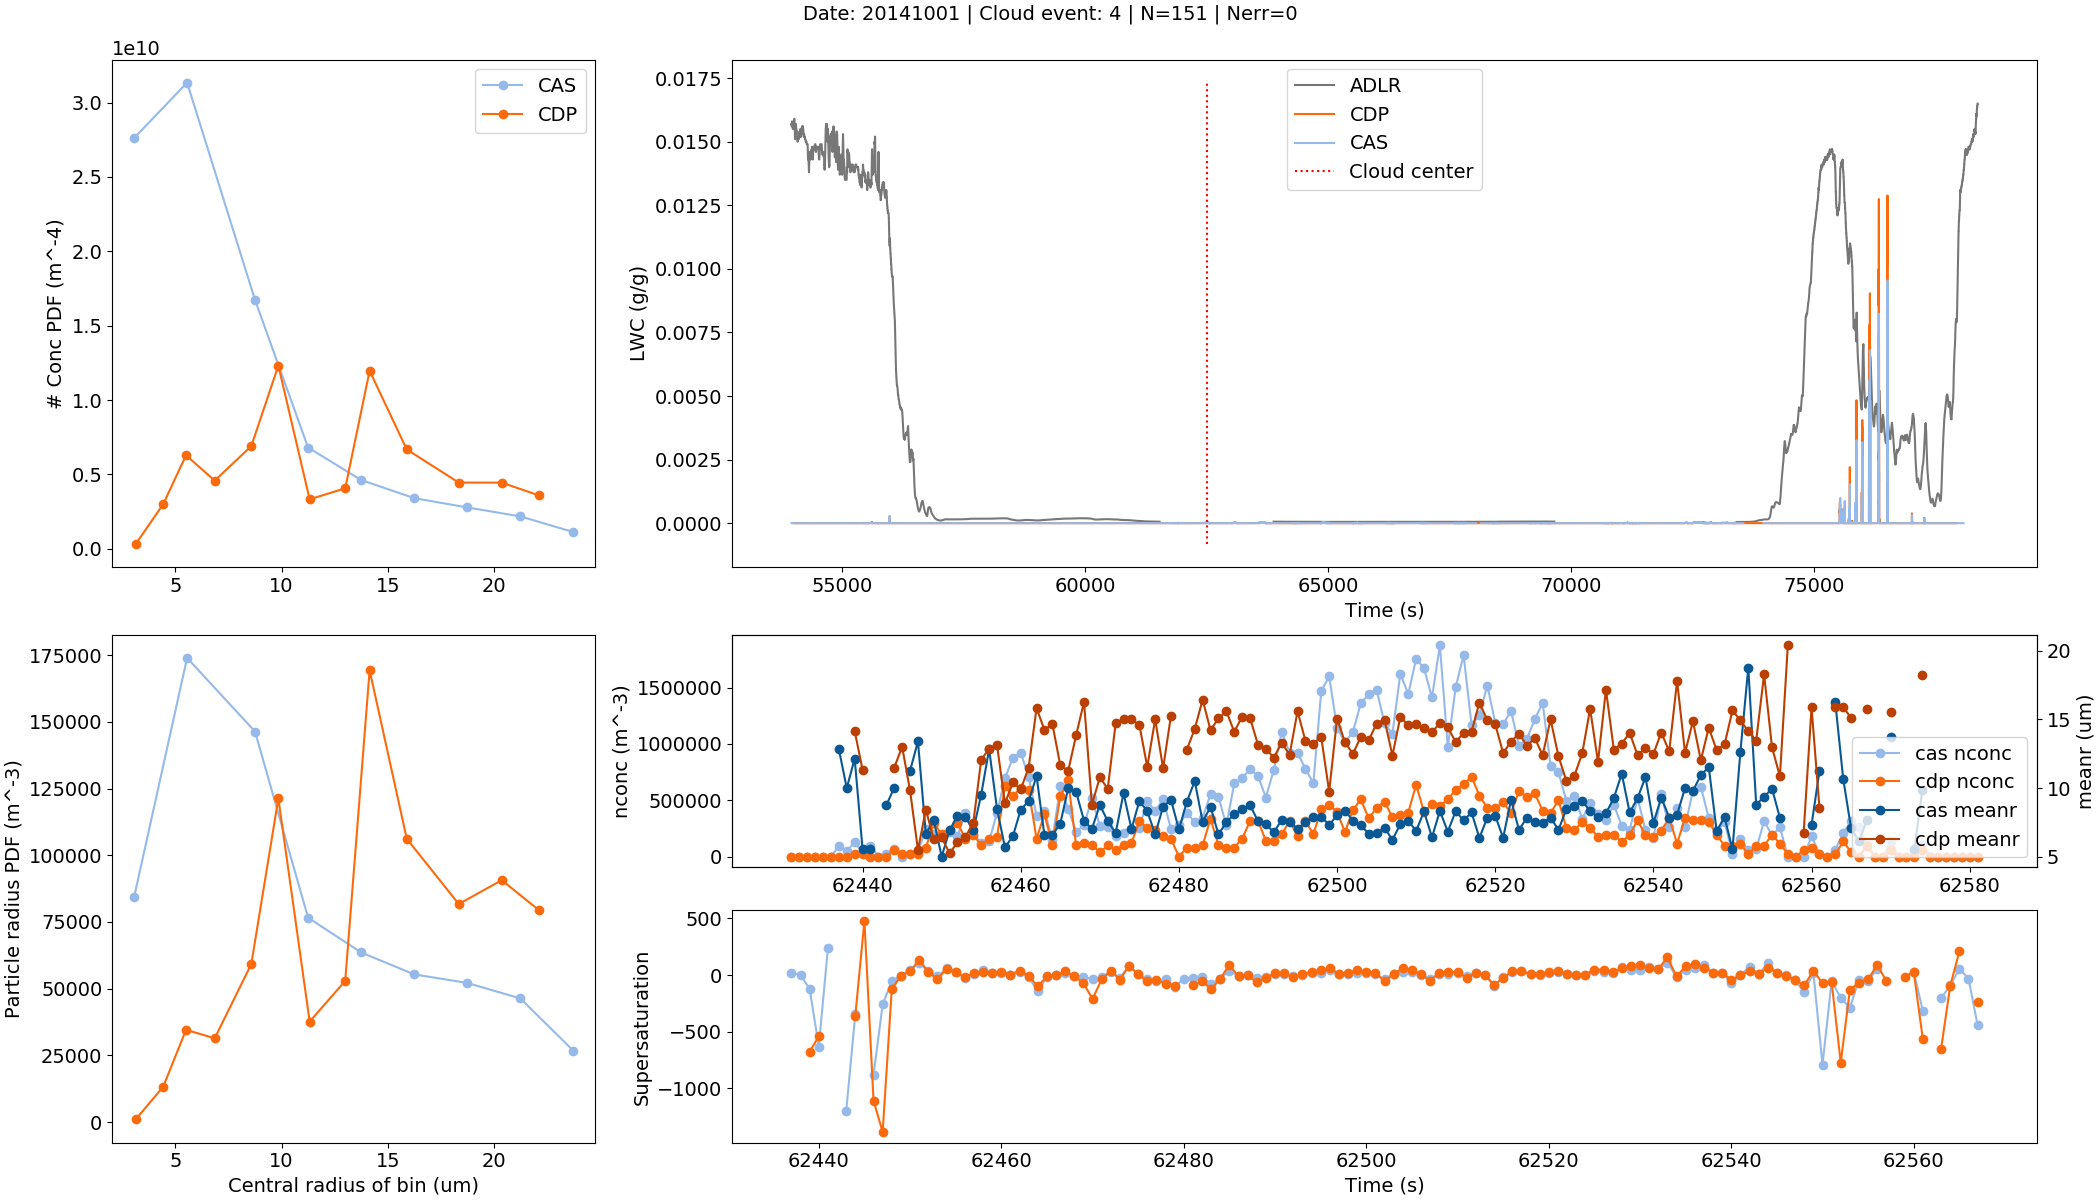 Date: 20141001 | Cloud event: 4 | N=151 | Nerr=0
1e10
# Conc PDF (m^-4)
3.0
2.5
2.0
1.5
1.0
0.5
0.0
5 10 15 20
CAS
CDP
LWC (g/g)
0.0175
0.0150
0.0125
0.0100
0.0075
0.0050
0.0025
0.0000
55000 60000 65000 70000 75000
Time (s)
ADLR
CDP
CAS
Cloud center
Particle radius PDF (m^-3)
175000
150000
125000
100000
75000
50000
25000
0
5 10 15 20
Central radius of bin (um)
nconc (m^-3)
1500000
1000000
500000
0
62440 62460 62480 62500 62520 62540 62560 62580
20
15
10
5
meanr (um)
cas nconc
cdp nconc
cas meanr
cdp meanr
Supersaturation
500
0
−500
−1000
62440 62460 62480 62500 62520 62540 62560
Time (s)